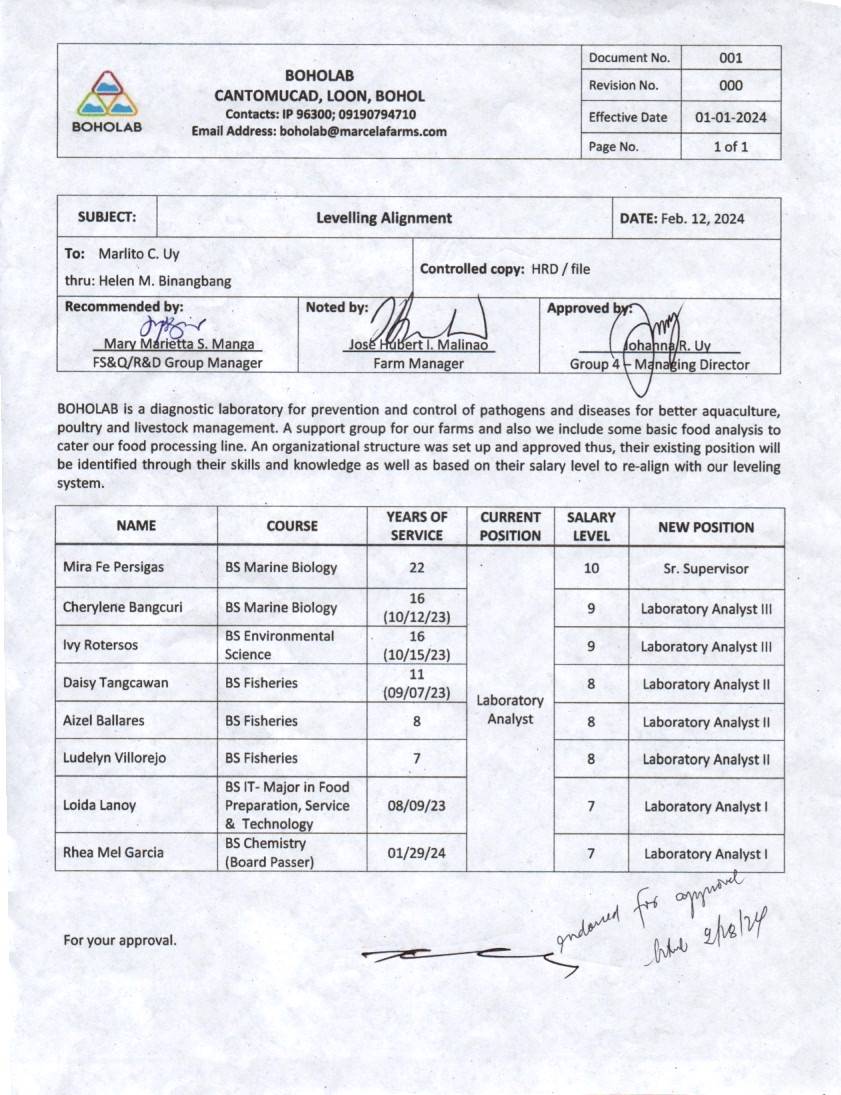 BOHOLAB
BOHOLAB
CANTOMUCAD, LOON, BOHOL
Contacts: IP 96300; 09190794710
Email Address: boholab@marcelafarms.com
Document No. 001
Revision No. 000
Effective Date 01-01-2024
Page No. 1 of 1
SUBJECT: Levelling Alignment DATE: Feb. 12, 2024
To: Marlito C. Uy
thru: Helen M. Binangbang
Controlled copy: HRD / file
Recommended by: Noted by: Approved by:
Mary Marietta S. Manga José Hubert I. Malinao Johanna R. Uy
FS&Q/R&D Group Manager Farm Manager Group 4 – Managing Director
BOHOLAB is a diagnostic laboratory for prevention and control of pathogens and diseases for better aquaculture,
poultry and livestock management. A support group for our farms and also we include some basic food analysis to
cater our food processing line. An organizational structure was set up and approved thus, their existing position will
be identified through their skills and knowledge as well as based on their salary level to re-align with our leveling
system.
NAME COURSE YEARS OF SERVICE CURRENT POSITION SALARY LEVEL NEW POSITION
Mira Fe Persigas BS Marine Biology 22 10 Sr. Supervisor
Cherylene Bangcuri BS Marine Biology 16 (10/12/23) 9 Laboratory Analyst III
Ivy Rotersos BS Environmental Science 16 (10/15/23) 9 Laboratory Analyst III
Daisy Tangcawan BS Fisheries 11 (09/07/23) 8 Laboratory Analyst II
Laboratory Analyst
Aizel Ballares BS Fisheries 8 8 Laboratory Analyst II
Ludelyn Villorejo BS Fisheries 7 8 Laboratory Analyst II
Loida Lanoy BS IT- Major in Food Preparation, Service & Technology 08/09/23 7 Laboratory Analyst I
Rhea Mel Garcia BS Chemistry (Board Passer) 01/29/24 7 Laboratory Analyst I
For your approval.
endorsed for approval
2/28/24